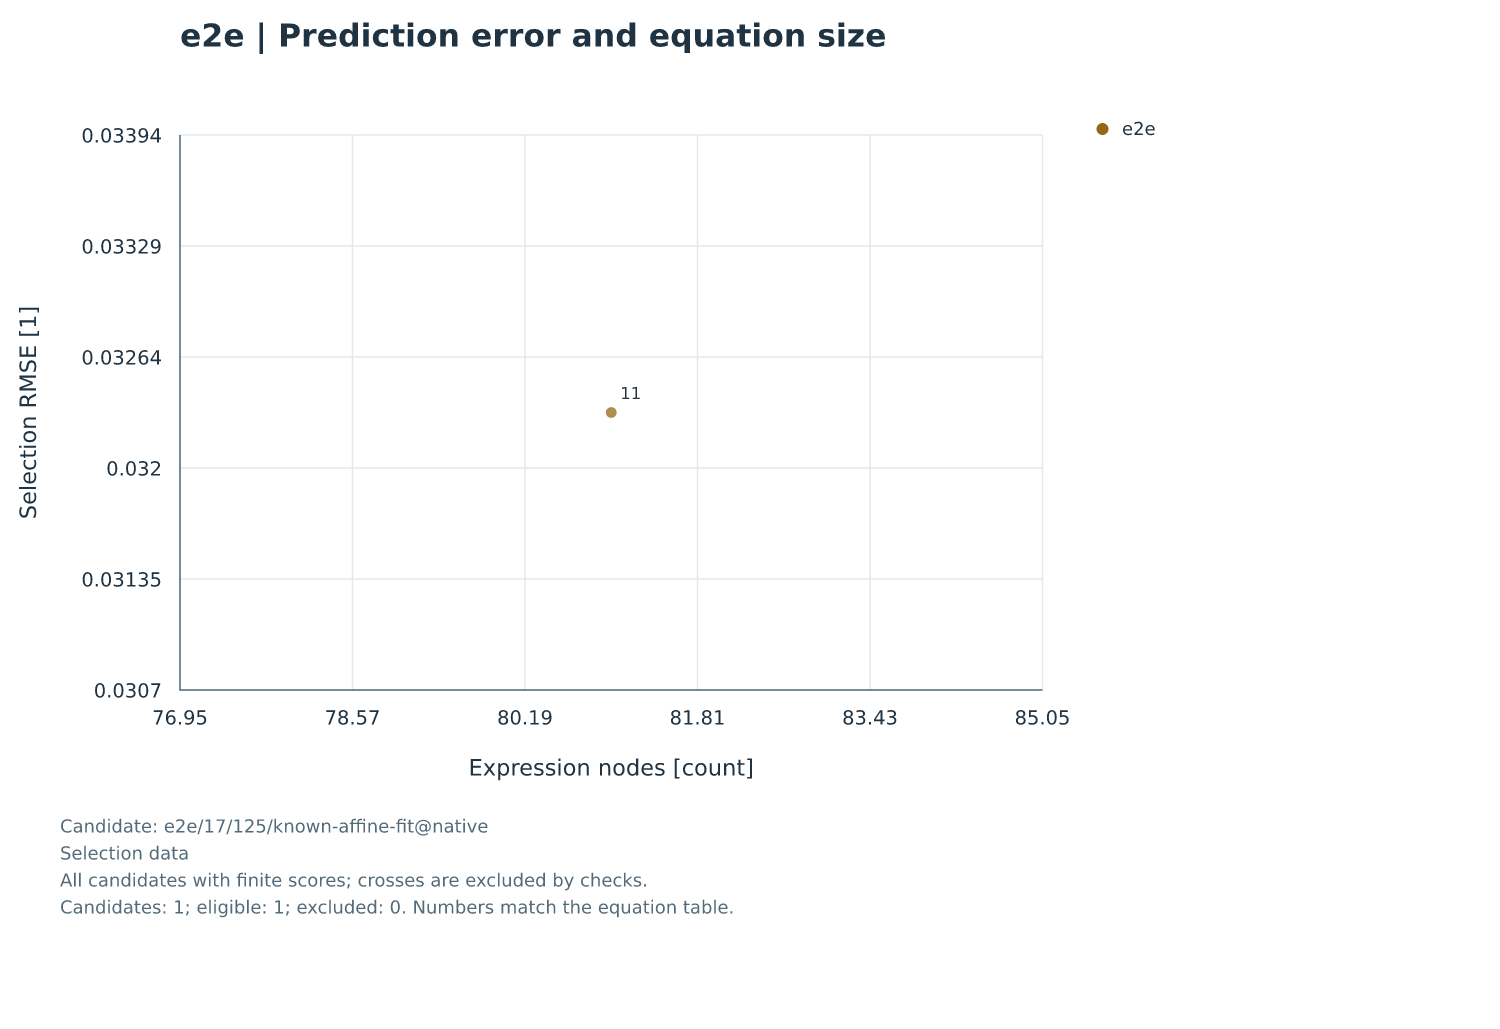 e2e | Prediction error and equation size
e2e
0.03394
0.03329
0.03264
0.032
0.03135
0.0307
Selection RMSE [1]
11
76.95 78.57 80.19 81.81 83.43 85.05
Expression nodes [count]
Candidate: e2e/17/125/known-affine-fit@native
Selection data
All candidates with finite scores; crosses are excluded by checks.
Candidates: 1; eligible: 1; excluded: 0. Numbers match the equation table.